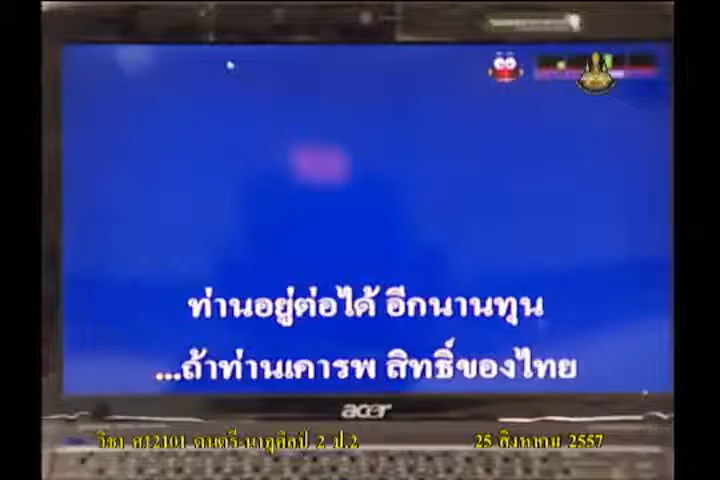 ท่านอยู่ต่อได้ อีกนานทุน
...ถ้าท่านเคารพ สิทธิ์ของไทย
acer
วิชา ศ12101 ดนตรี-นาฏศิลป์ 2 ป.2
25 สิงหาคม 2557